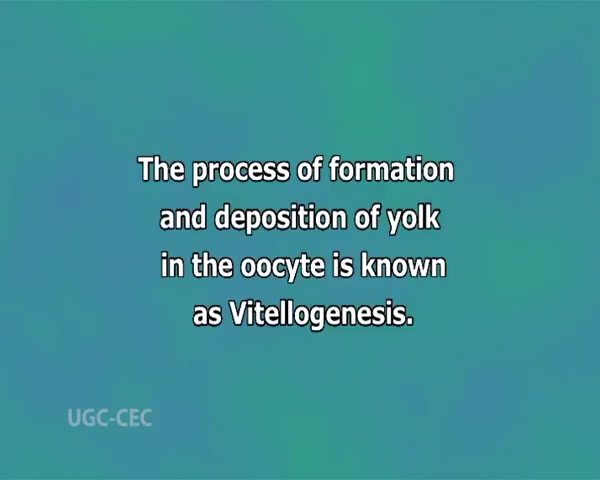 The process of formation
and deposition of yolk
in the oocyte is known
as Vitellogenesis.
UGC-CEC